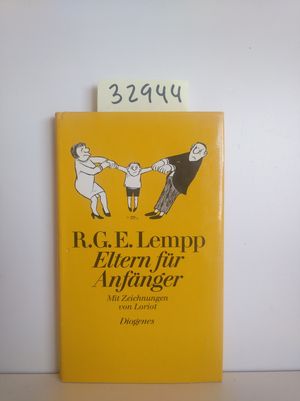 32944
R.G.E. Lempp
Eltern für
Anfänger
Mit Zeichnungen
von Loriot
Diogenes